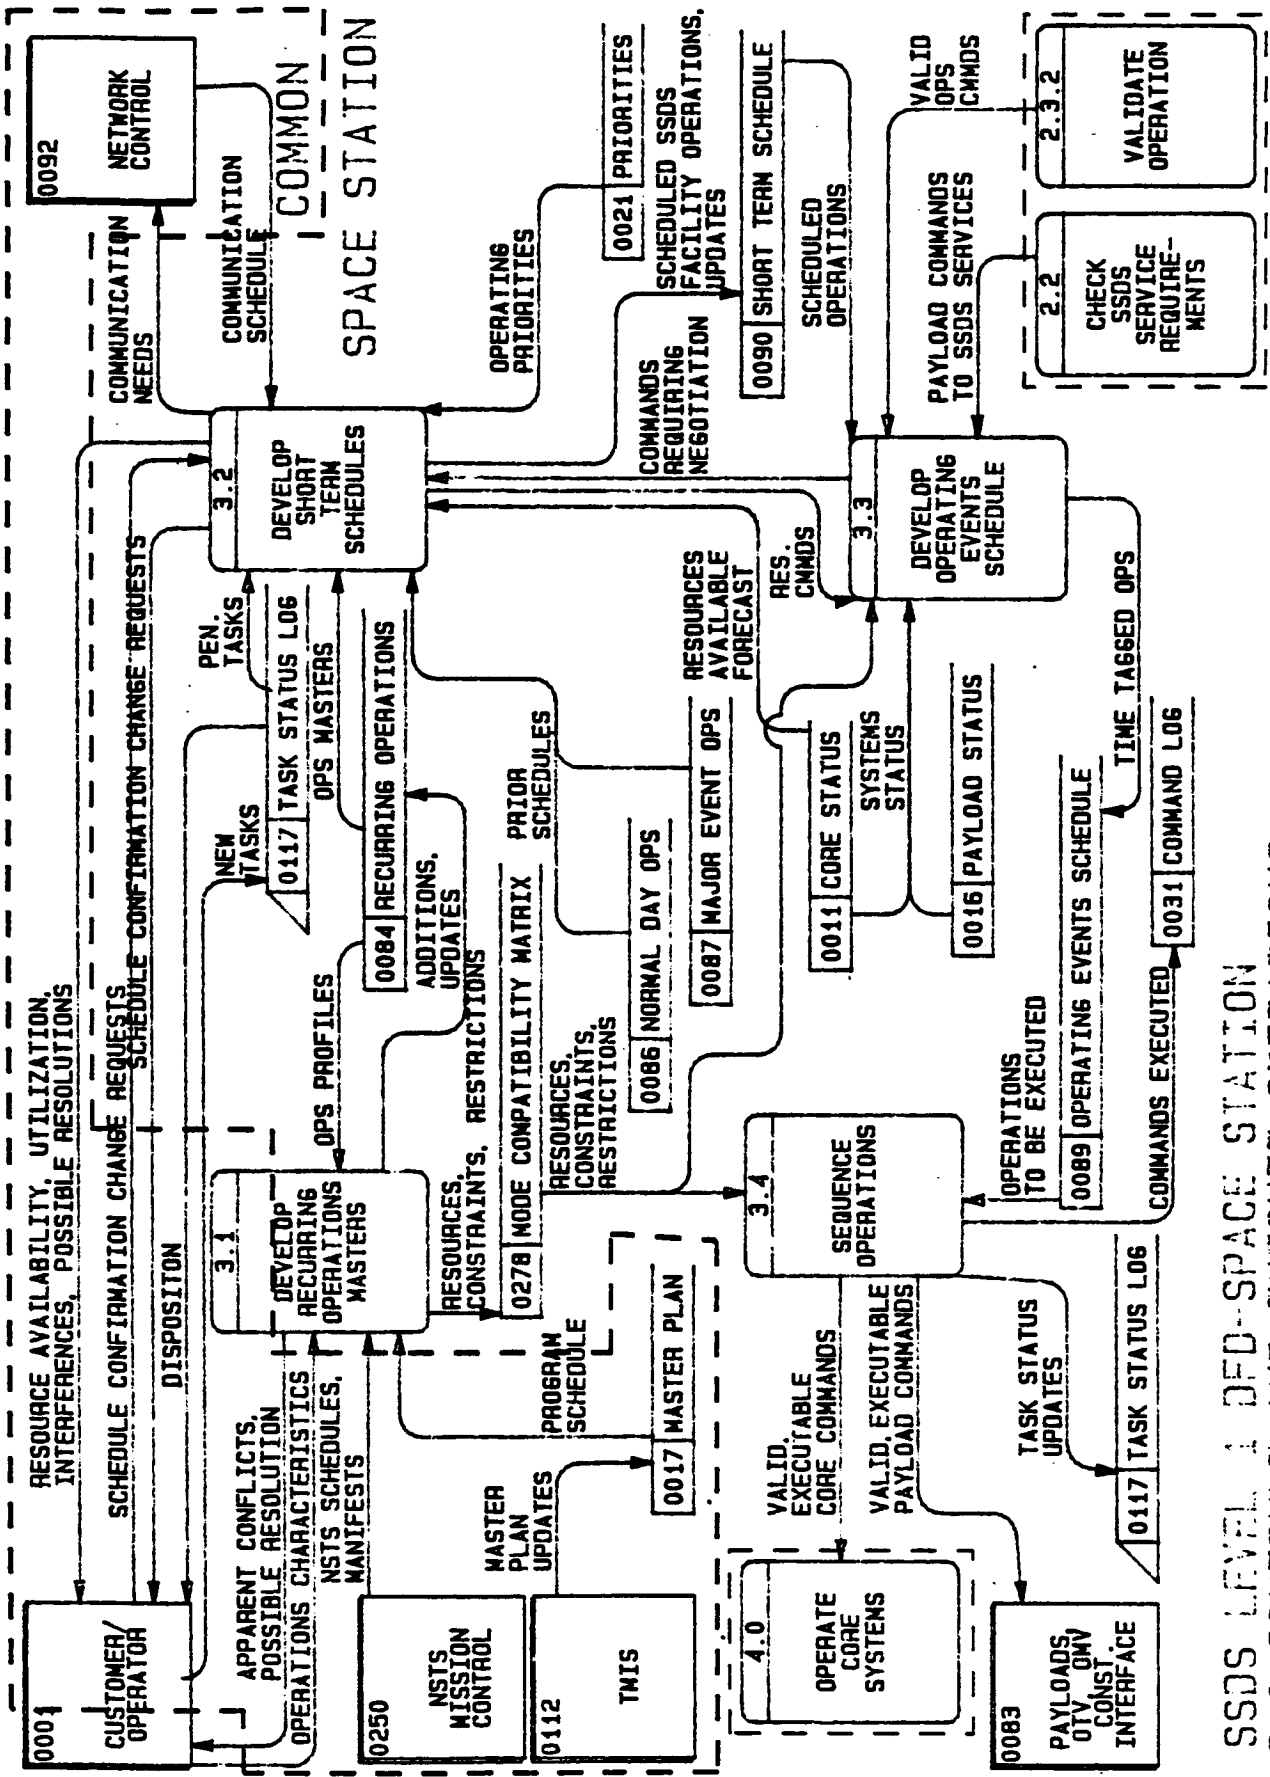 0001
CUSTOMER/
OPERATOR
RESOURCE AVAILABILITY, UTILIZATION,
INTERFERENCES, POSSIBLE RESOLUTIONS
SCHEDULE CONFIRMATION CHANGE REQUESTS
SCHEDULE CONFIRMATION CHANGE REQUESTS
DISPOSITON
COMMUNICATION
NEEDS
0092
NETWORK
CONTROL
COMMUNICATION
SCHEDULE
COMMON
SPACE STATION
APPARENT CONFLICTS,
POSSIBLE RESOLUTION
OPERATIONS CHARACTERISTICS
NSTS SCHEDULES,
MANIFESTS
3.1
DEVELOP
RECURRING
OPERATIONS
MASTERS
OPS PROFILES
NEW
TASKS
0117 TASK STATUS LOG
PEN.
TASKS
OPS MASTERS
0084 RECURING OPERATIONS
ADDITIONS,
UPDATES
3.2
DEVELOP
SHORT
TERM
SCHEDULES
OPERATING
PRIORITIES
0021 PRIORITIES
0250
NSTS
MISSION
CONTROL
RESOURCES,
CONSTRAINTS, RESTRICTIONS
0278 MODE COMPATIBILITY MATRIX
PRIOR
SCHEDULES
RESOURCES,
CONSTRAINTS,
RESTRICTIONS
0086 NORMAL DAY OPS
0087 MAJOR EVENT OPS
RESOURCES
AVAILABLE
FORECAST
COMMANDS
REQUIRING
NEGOTIATION
SCHEDULED SSDS
FACILITY OPERATIONS,
UPDATES
0090 SHORT TERM SCHEDULE
0112
TMIS
MASTER
PLAN
UPDATES
PROGRAM
SCHEDULE
0017 MASTER PLAN
RES.
CMMDS
SCHEDULED
OPERATIONS
4.0
OPERATE
CORE
SYSTEMS
VALID,
EXECUTABLE
CORE COMMANDS
VALID, EXECUTABLE
PAYLOAD COMMANDS
3.4
SEQUENCE
OPERATIONS
0011 CORE STATUS
SYSTEMS
STATUS
0016 PAYLOAD STATUS
3.3
DEVELOP
OPERATING
EVENTS
SCHEDULE
PAYLOAD COMMANDS
TO SSDS SERVICES
VALID
OPS
CMMDS
0083
PAYLOADS,
OTV, OMV
CONST.
INTERFACE
TASK STATUS
UPDATES
0117 TASK STATUS LOG
OPERATIONS
TO BE EXECUTED
0089 OPERATING EVENTS SCHEDULE
TIME TAGGED OPS
COMMANDS EXECUTED
0031 COMMAND LOG
2.2
CHECK
SSDS
SERVICE
REQUIRE-
MENTS
2.3.2
VALIDATE
OPERATION
SSDS LEVEL 1 DFD--SPACE STATION